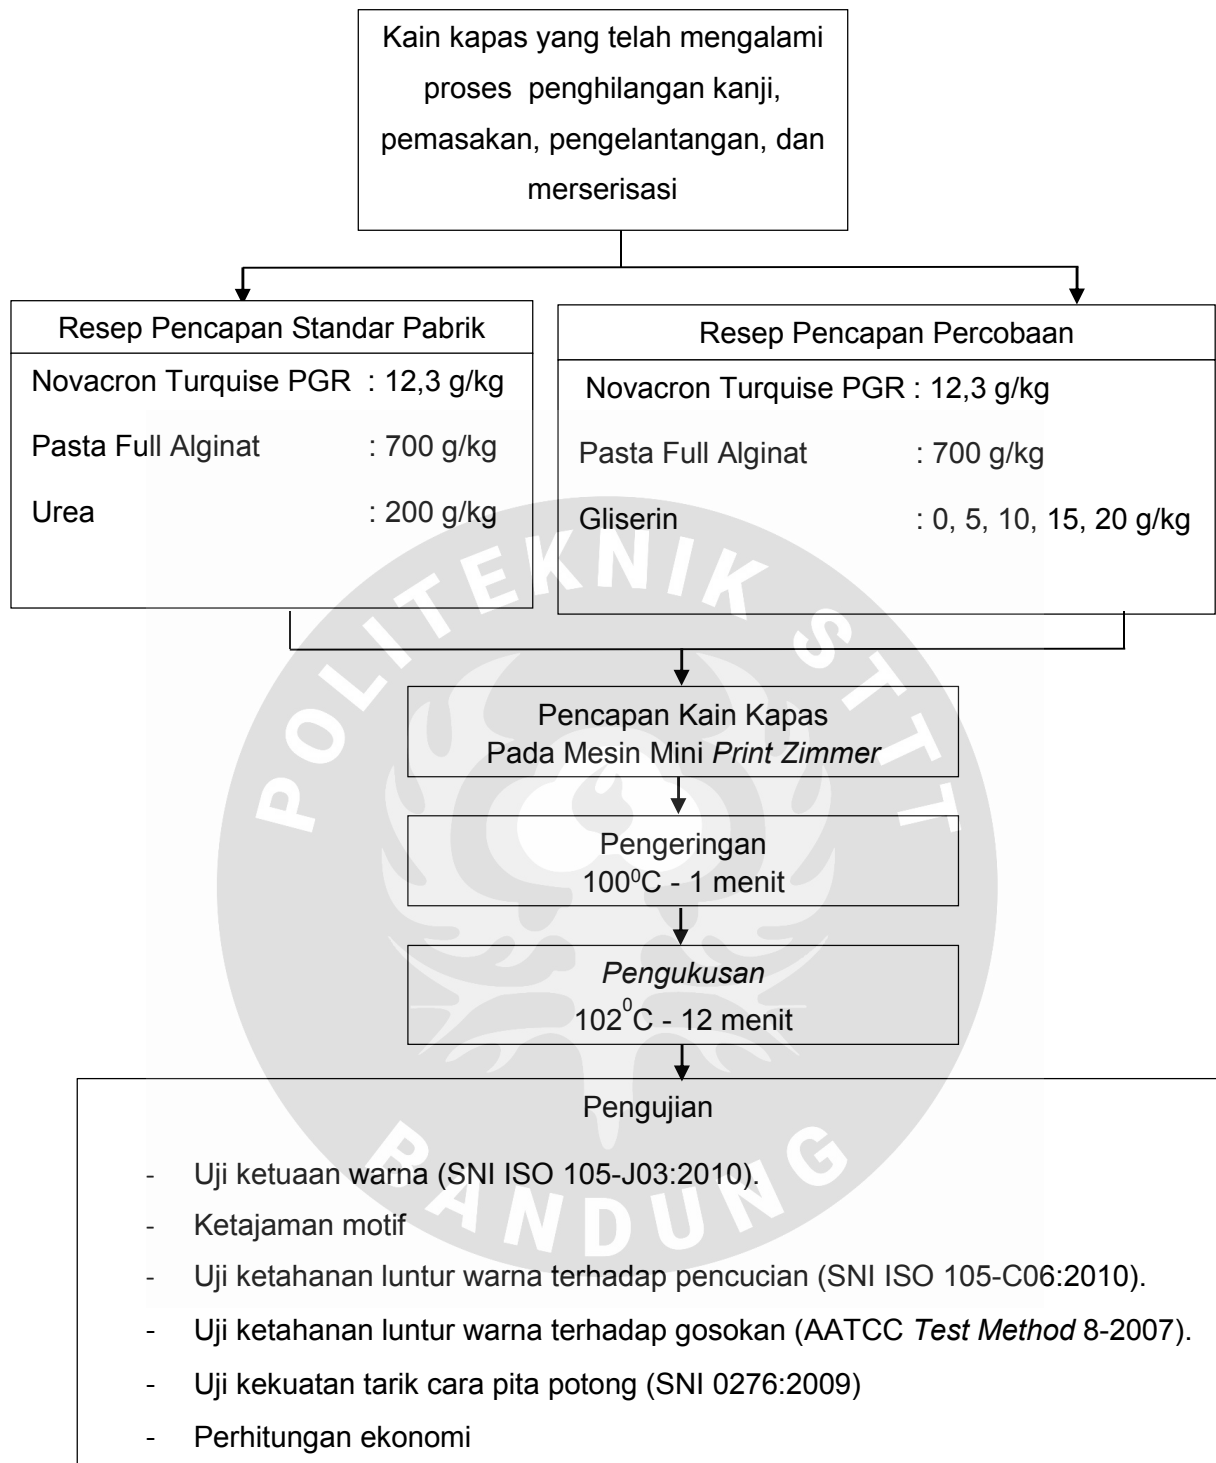 Kain kapas yang telah mengalami
proses penghilangan kanji,
pemasakan, pengelantangan, dan
merserisasi
Resep Pencapan Standar Pabrik
Novacron Turquise PGR : 12,3 g/kg
Pasta Full Alginat : 700 g/kg
Urea : 200 g/kg
Resep Pencapan Percobaan
Novacron Turquise PGR : 12,3 g/kg
Pasta Full Alginat : 700 g/kg
Gliserin : 0, 5, 10, 15, 20 g/kg
POLITEKNIK STTT
Pencapan Kain Kapas
Pada Mesin Mini Print Zimmer
Pengeringan
100⁰C - 1 menit
Pengukusan
102⁰C - 12 menit
Pengujian
- Uji ketuaan warna (SNI ISO 105-J03:2010).
- Ketajaman motif
- Uji ketahanan luntur warna terhadap pencucian (SNI ISO 105-C06:2010).
- Uji ketahanan luntur warna terhadap gosokan (AATCC Test Method 8-2007).
- Uji kekuatan tarik cara pita potong (SNI 0276:2009)
- Perhitungan ekonomi
BANDUNG